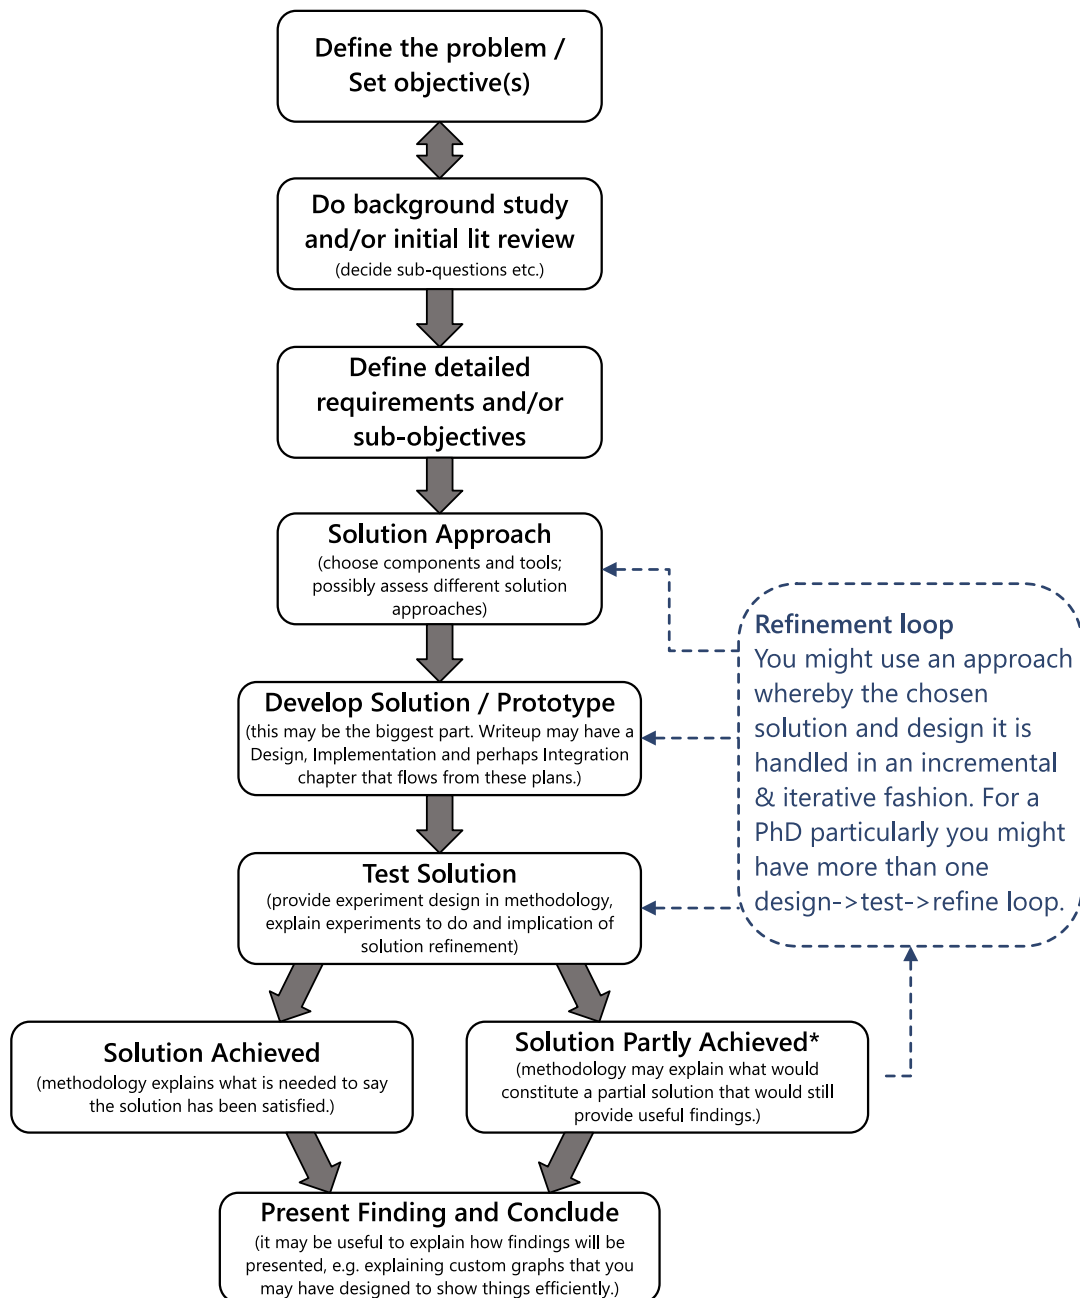 Define the problem /
Set objective(s)
Do background study
and/or initial lit review
(decide sub-questions etc.)
Define detailed
requirements and/or
sub-objectives
Solution Approach
(choose components and tools;
possibly assess different solution
approaches)
Refinement loop
You might use an approach
whereby the chosen
solution and design it is
handled in an incremental
& iterative fashion. For a
PhD particularly you might
have more than one
design->test->refine loop.
Develop Solution / Prototype
(this may be the biggest part. Writeup may have a
Design, Implementation and perhaps Integration
chapter that flows from these plans.)
Test Solution
(provide experiment design in methodology,
explain experiments to do and implication of
solution refinement)
Solution Achieved
(methodology explains what is needed to say
the solution has been satisfied.)
Solution Partly Achieved*
(methodology may explain what would
constitute a partial solution that would still
provide useful findings.)
Present Finding and Conclude
(it may be useful to explain how findings will be
presented, e.g. explaining custom graphs that you
may have designed to show things efficiently.)